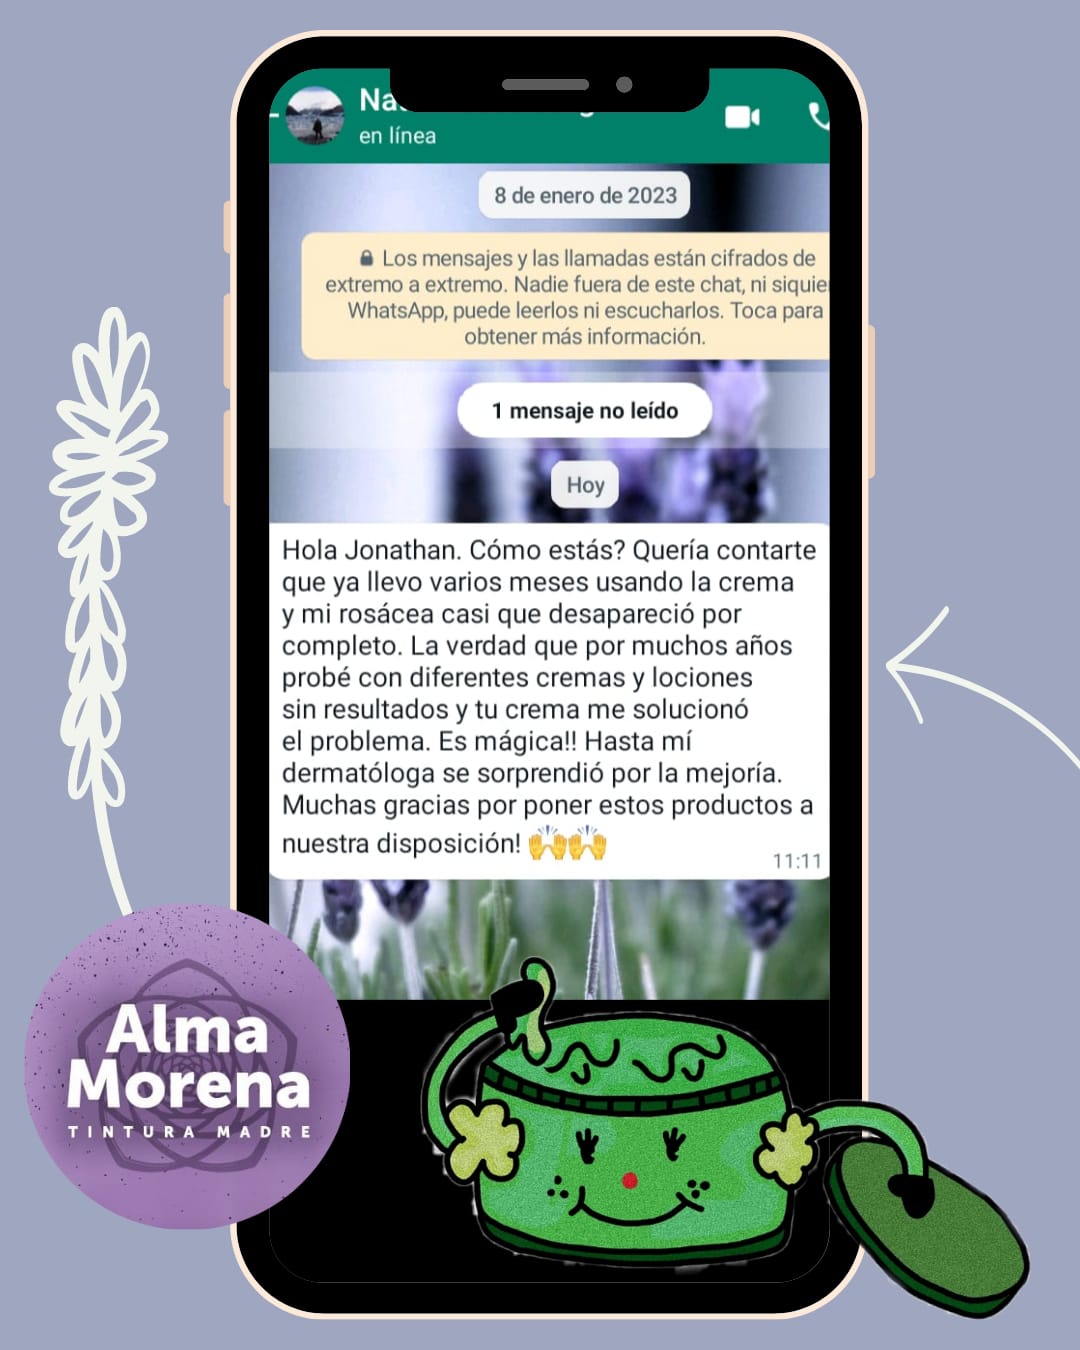 en línea
8 de enero de 2023
Los mensajes y las llamadas están cifrados de
extremo a extremo. Nadie fuera de este chat, ni
WhatsApp, puede leerlos ni escucharlos. Toca para
obtener más información.
1 mensaje no leído
Hoy
Hola Jonathan. Cómo estás? Quería contarte
que ya llevo varios meses usando la crema
y mi rosácea casi que desapareció por
completo. La verdad que por muchos años
probé con diferentes cremas y lociones
sin resultados y tu crema me solucionó
el problema. Es mágica!! Hasta mí
dermatóloga se sorprendió por la mejoría.
Muchas gracias por poner estos productos a
nuestra disposición! 🙌🙌
11:11
Alma
Morena
TINTURA MADRE